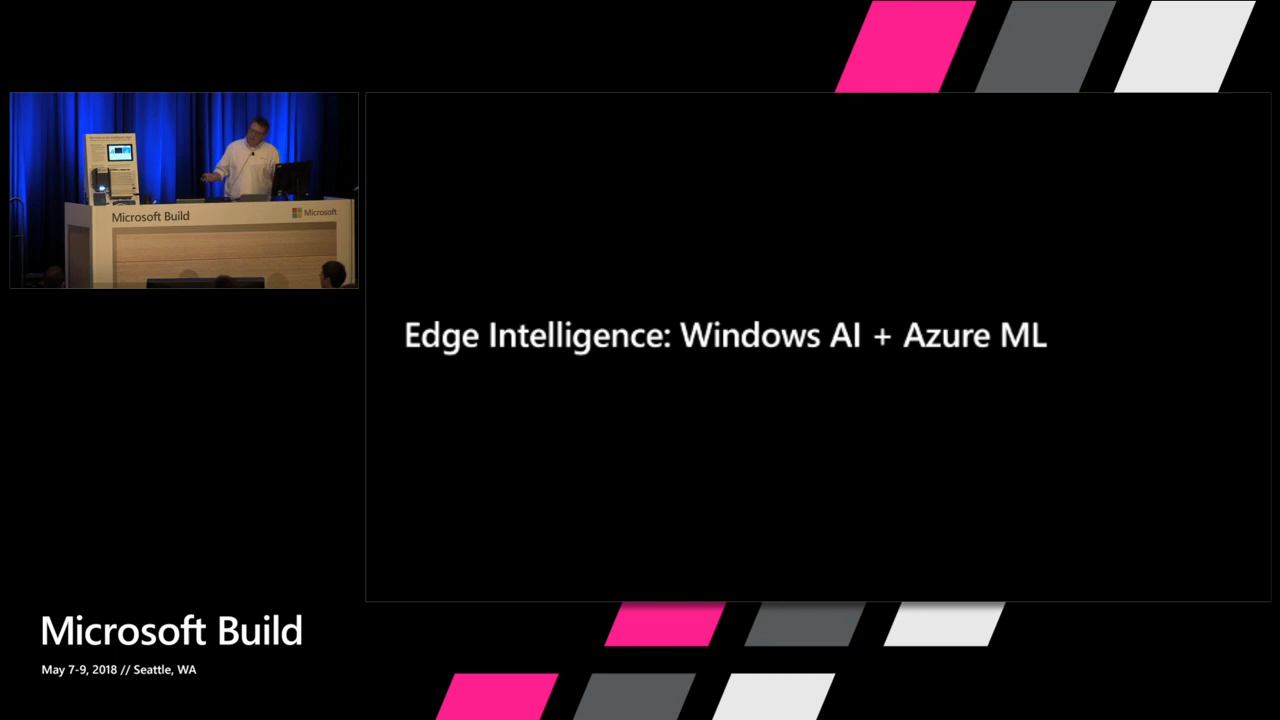 Microsoft Build
Microsoft
Edge Intelligence: Windows AI + Azure ML
Microsoft Build
May 7-9, 2018 // Seattle, WA